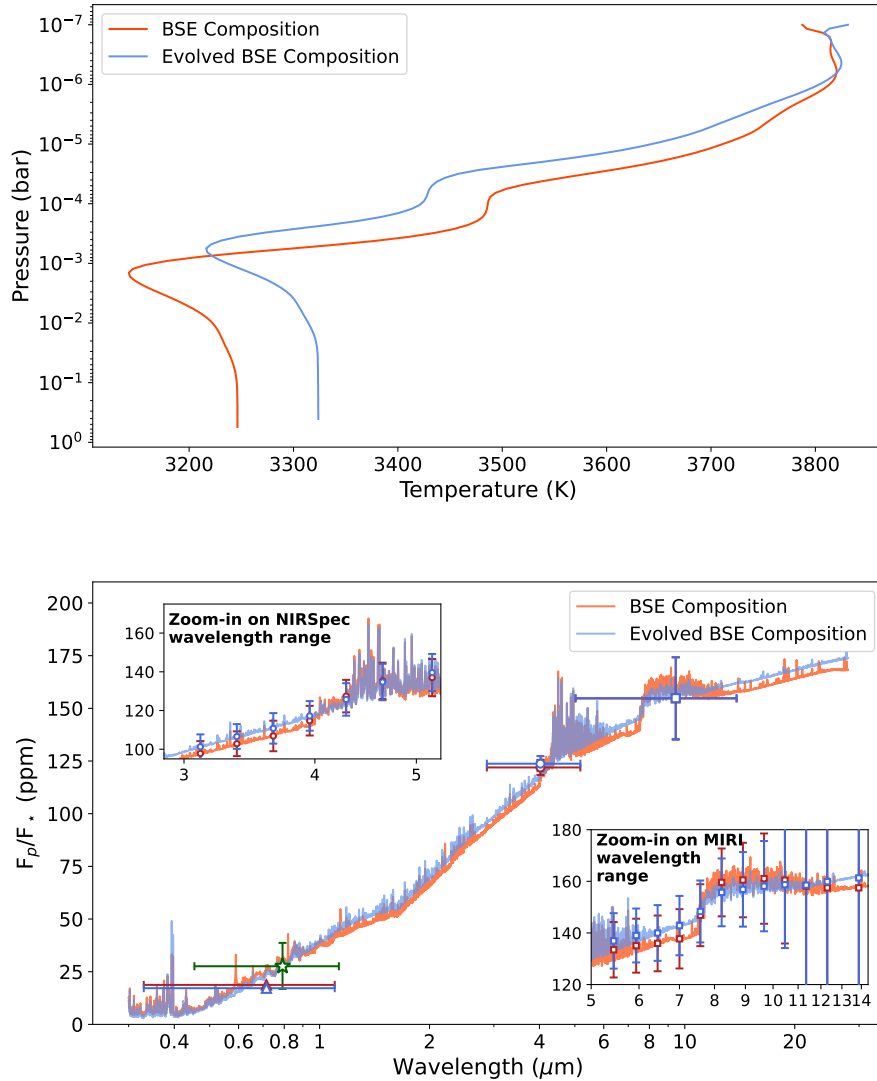 BSE Composition
Evolved BSE Composition
10⁻⁷
10⁻⁶
10⁻⁵
10⁻⁴
10⁻³
10⁻²
10⁻¹
10⁰
Pressure (bar)
3200 3300 3400 3500 3600 3700 3800
Temperature (K)
BSE Composition
Evolved BSE Composition
Zoom-in on NIRSpec
wavelength range
160
140
120
100
3 4 5
200
175
150
125
100
75
50
25
0
Fₚ/F⋆ (ppm)
Zoom-in on MIRI
wavelength
range
180
160
140
120
5 6 7 8 9 10 11 12 13 14
0.4 0.6 0.8 1 2 4 6 8 10 20
Wavelength (μm)